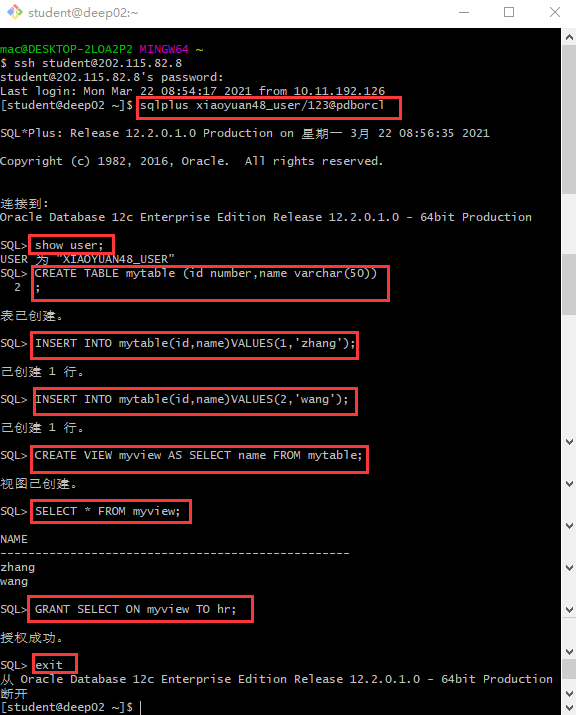 student@deep02:~
mac@DESKTOP-2LOA2P2 MINGW64 ~
$ ssh student@202.115.82.8
student@202.115.82.8's password:
Last login: Mon Mar 22 08:54:17 2021 from 10.11.192.126
[student@deep02 ~]$ sqlplus xiaoyuan48_user/123@pdborcl
SQL*Plus: Release 12.2.0.1.0 Production on 星期一 3月 22 08:56:35 2021
Copyright (c) 1982, 2016, Oracle.  All rights reserved.
连接到:
Oracle Database 12c Enterprise Edition Release 12.2.0.1.0 - 64bit Production
SQL> show user;
USER 为 "XIAOYUAN48_USER"
SQL> CREATE TABLE mytable (id number,name varchar(50))
  2  ;
表已创建。
SQL> INSERT INTO mytable(id,name)VALUES(1,'zhang');
已创建 1 行。
SQL> INSERT INTO mytable(id,name)VALUES(2,'wang');
已创建 1 行。
SQL> CREATE VIEW myview AS SELECT name FROM mytable;
视图已创建。
SQL> SELECT * FROM myview;
NAME
--------------------------------------------------
zhang
wang
SQL> GRANT SELECT ON myview TO hr;
授权成功。
SQL> exit
从 Oracle Database 12c Enterprise Edition Release 12.2.0.1.0 - 64bit Production
断开
[student@deep02 ~]$